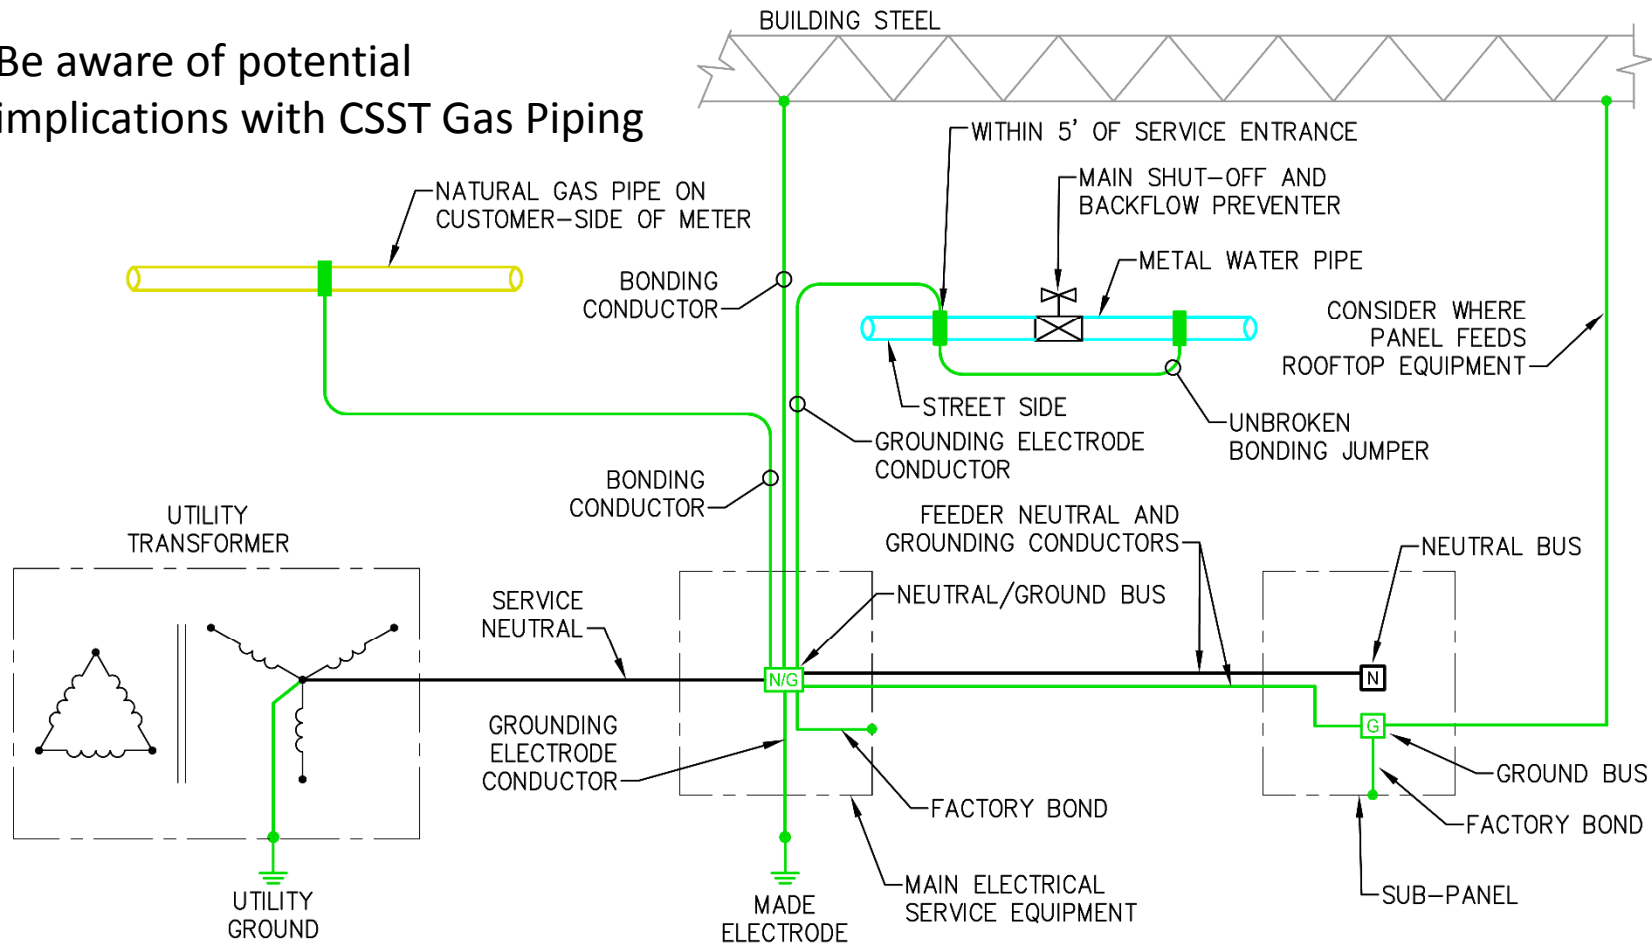 BUILDING STEEL
Be aware of potential
implications with CSST Gas Piping
WITHIN 5' OF SERVICE ENTRANCE
NATURAL GAS PIPE ON
CUSTOMER-SIDE OF METER
MAIN SHUT-OFF AND
BACKFLOW PREVENTER
BONDING
CONDUCTOR
METAL WATER PIPE
CONSIDER WHERE
PANEL FEEDS
ROOFTOP EQUIPMENT
STREET SIDE
UNBROKEN
BONDING JUMPER
GROUNDING ELECTRODE
CONDUCTOR
BONDING
CONDUCTOR
UTILITY
TRANSFORMER
FEEDER NEUTRAL AND
GROUNDING CONDUCTORS
NEUTRAL BUS
SERVICE
NEUTRAL
NEUTRAL/GROUND BUS
N/G
N
G
GROUNDING
ELECTRODE
CONDUCTOR
GROUND BUS
FACTORY BOND
FACTORY BOND
MAIN ELECTRICAL
SERVICE EQUIPMENT
SUB-PANEL
UTILITY
GROUND
MADE
ELECTRODE